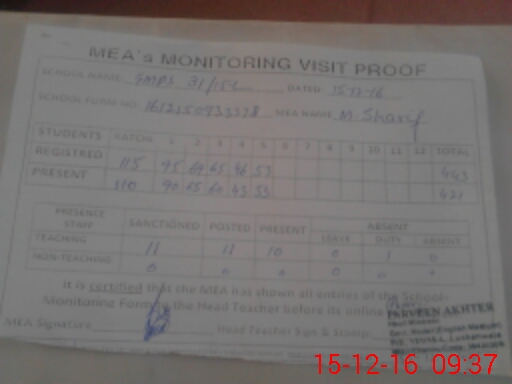 MEA's MONITORING VISIT PROOF
SCHOOL NAME GMPS 31/15-L DATED 15-12-16
SCHOOL FORM NO. MEA NAME M Sharif
STUDENTS KATCHI 1 2 3 4 5 6 7 8 9 10 11 12 TOTAL
REGISTRED 115 95 69 65 46 53 443
PRESENT 110 90 65 60 43 53 421
PRESENCE STAFF SANCTIONED POSTED PRESENT ABSENT
LEAVE DUTY ABSENT
TEACHING 11 11 10 0 1 0
NON-TEACHING 0 0 0 0 0
It is certified that the MEA has shown all entries of the School
Monitoring Form to the Head Teacher before its online
MEA Signature Head Teacher Sign & Stamp
PARVEEN AKHTER
Head Mistress
15-12-16 09:37